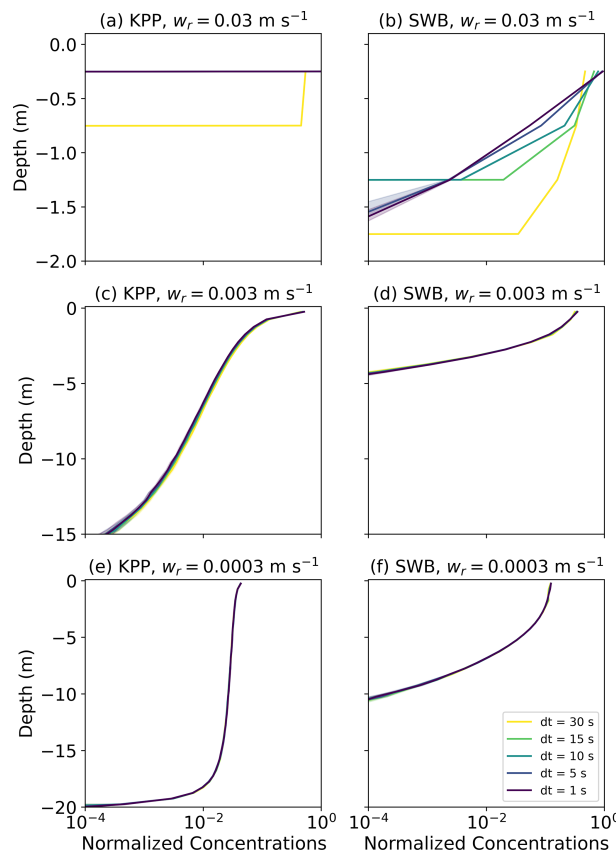 (a) KPP, $w_r = 0.03$ m s$^{-1}$
(b) SWB, $w_r = 0.03$ m s$^{-1}$
0.0
−0.5
−1.0
−1.5
−2.0
Depth (m)
(c) KPP, $w_r = 0.003$ m s$^{-1}$
(d) SWB, $w_r = 0.003$ m s$^{-1}$
0
−5
−10
−15
Depth (m)
(e) KPP, $w_r = 0.0003$ m s$^{-1}$
(f) SWB, $w_r = 0.0003$ m s$^{-1}$
0
−5
−10
−15
−20
Depth (m)
dt = 30 s
dt = 15 s
dt = 10 s
dt = 5 s
dt = 1 s
$10^{-4}$ $10^{-2}$ $10^{0}$
$10^{-4}$ $10^{-2}$ $10^{0}$
Normalized Concentrations
Normalized Concentrations